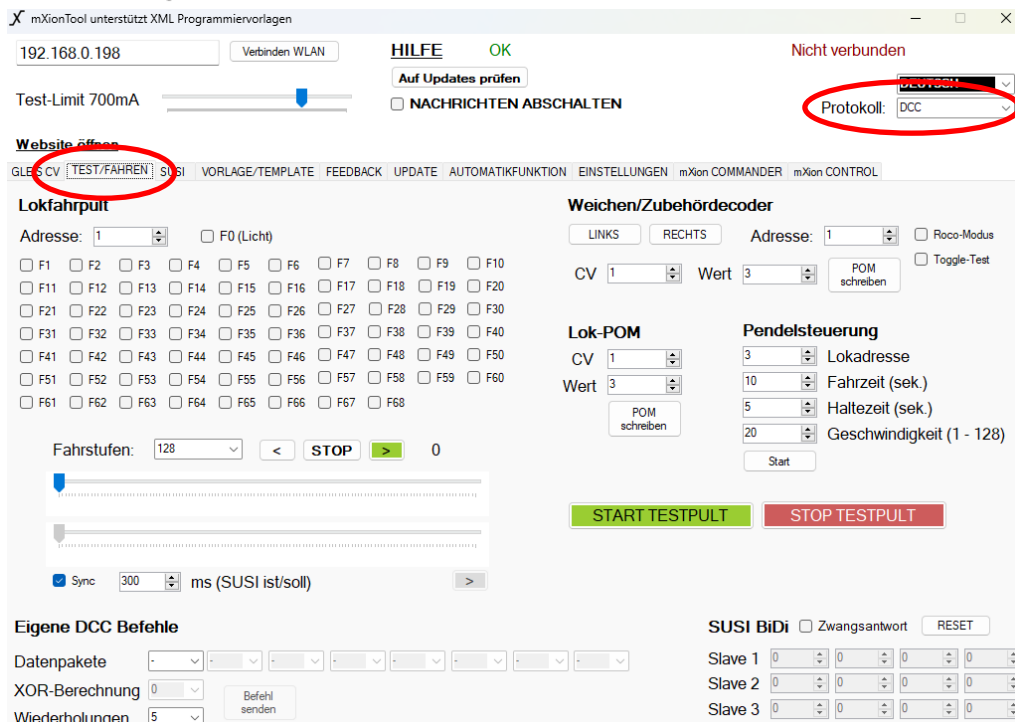 mXionTool unterstützt XML Programmiervorlagen
192.168.0.198
Verbinden WLAN
HILFE
OK
Nicht verbunden
Auf Updates prüfen
DEUTSCH
Test-Limit 700mA
NACHRICHTEN ABSCHALTEN
Protokoll: DCC
Website öffnen
GLEIS CV TEST/FAHREN SUSI VORLAGE/TEMPLATE FEEDBACK UPDATE AUTOMATIKFUNKTION EINSTELLUNGEN mXion COMMANDER mXion CONTROL
Lokfahrpult
Adresse: 1
F0 (Licht)
F1 F2 F3 F4 F5 F6 F7 F8 F9 F10
F11 F12 F13 F14 F15 F16 F17 F18 F19 F20
F21 F22 F23 F24 F25 F26 F27 F28 F29 F30
F31 F32 F33 F34 F35 F36 F37 F38 F39 F40
F41 F42 F43 F44 F45 F46 F47 F48 F49 F50
F51 F52 F53 F54 F55 F56 F57 F58 F59 F60
F61 F62 F63 F64 F65 F66 F67 F68
Fahrstufen: 128 < STOP > 0
Sync 300 ms (SUSI ist/soll) >
Weichen/Zubehördecoder
LINKS RECHTS Adresse: 1 Roco-Modus
Toggle-Test
CV 1 Wert 3 POM schreiben
Lok-POM
CV 1
Wert 3
POM
schreiben
Pendelsteuerung
3 Lokadresse
10 Fahrzeit (sek.)
5 Haltezeit (sek.)
20 Geschwindigkeit (1 - 128)
Start
START TESTPULT STOP TESTPULT
Eigene DCC Befehle
Datenpakete - - - - - - - -
XOR-Berechnung 0
Befehl
senden
Wiederholungen 5
SUSI BiDi Zwangsantwort RESET
Slave 1 0 0 0 0
Slave 2 0 0 0 0
Slave 3 0 0 0 0